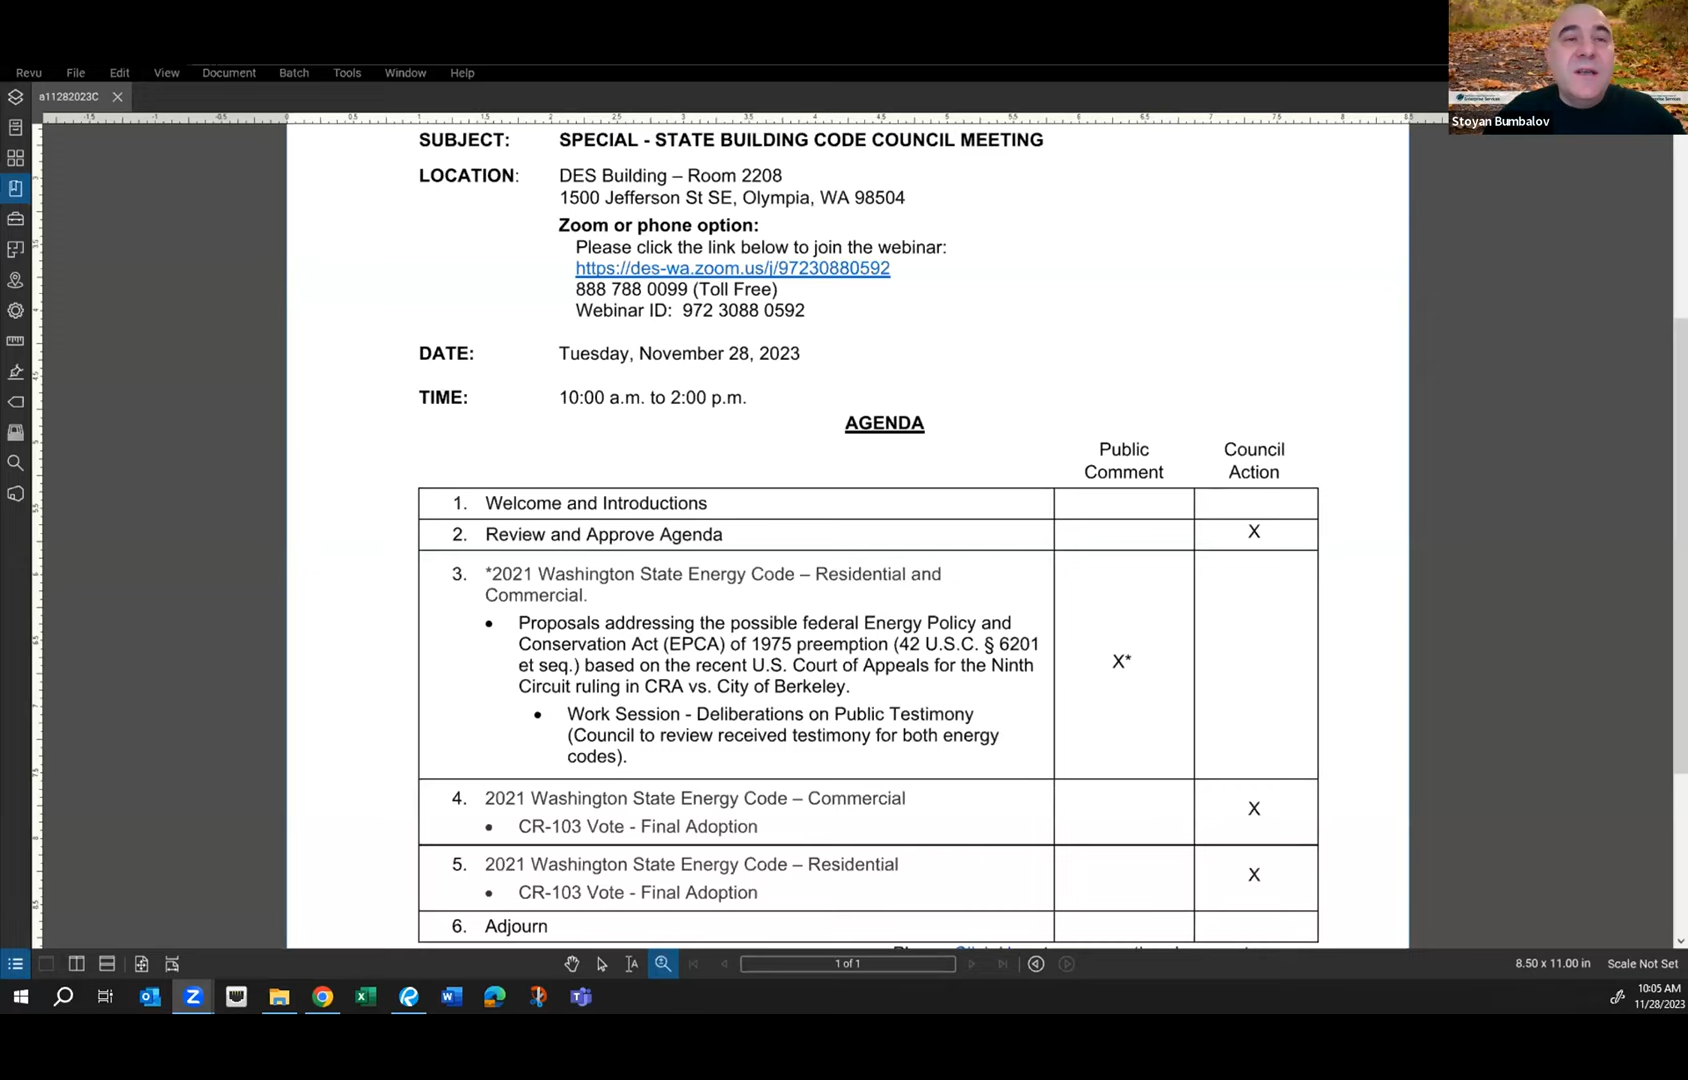 Revu File Edit View Document Batch Tools Window Help
a11282023C
Stoyan Bumbalov
SUBJECT: SPECIAL - STATE BUILDING CODE COUNCIL MEETING
LOCATION: DES Building – Room 2208
1500 Jefferson St SE, Olympia, WA 98504
Zoom or phone option:
Please click the link below to join the webinar:
https://des-wa.zoom.us/j/97230880592
888 788 0099 (Toll Free)
Webinar ID: 972 3088 0592
DATE: Tuesday, November 28, 2023
TIME: 10:00 a.m. to 2:00 p.m.
AGENDA
Public Comment
Council Action
1. Welcome and Introductions
2. Review and Approve Agenda X
3. *2021 Washington State Energy Code – Residential and
Commercial.
• Proposals addressing the possible federal Energy Policy and
Conservation Act (EPCA) of 1975 preemption (42 U.S.C. § 6201
et seq.) based on the recent U.S. Court of Appeals for the Ninth
Circuit ruling in CRA vs. City of Berkeley.
X*
• Work Session - Deliberations on Public Testimony
(Council to review received testimony for both energy
codes).
4. 2021 Washington State Energy Code – Commercial
• CR-103 Vote - Final Adoption
X
5. 2021 Washington State Energy Code – Residential
• CR-103 Vote - Final Adoption
X
6. Adjourn
1 of 1
8.50 x 11.00 in Scale Not Set
10:05 AM
11/28/2023